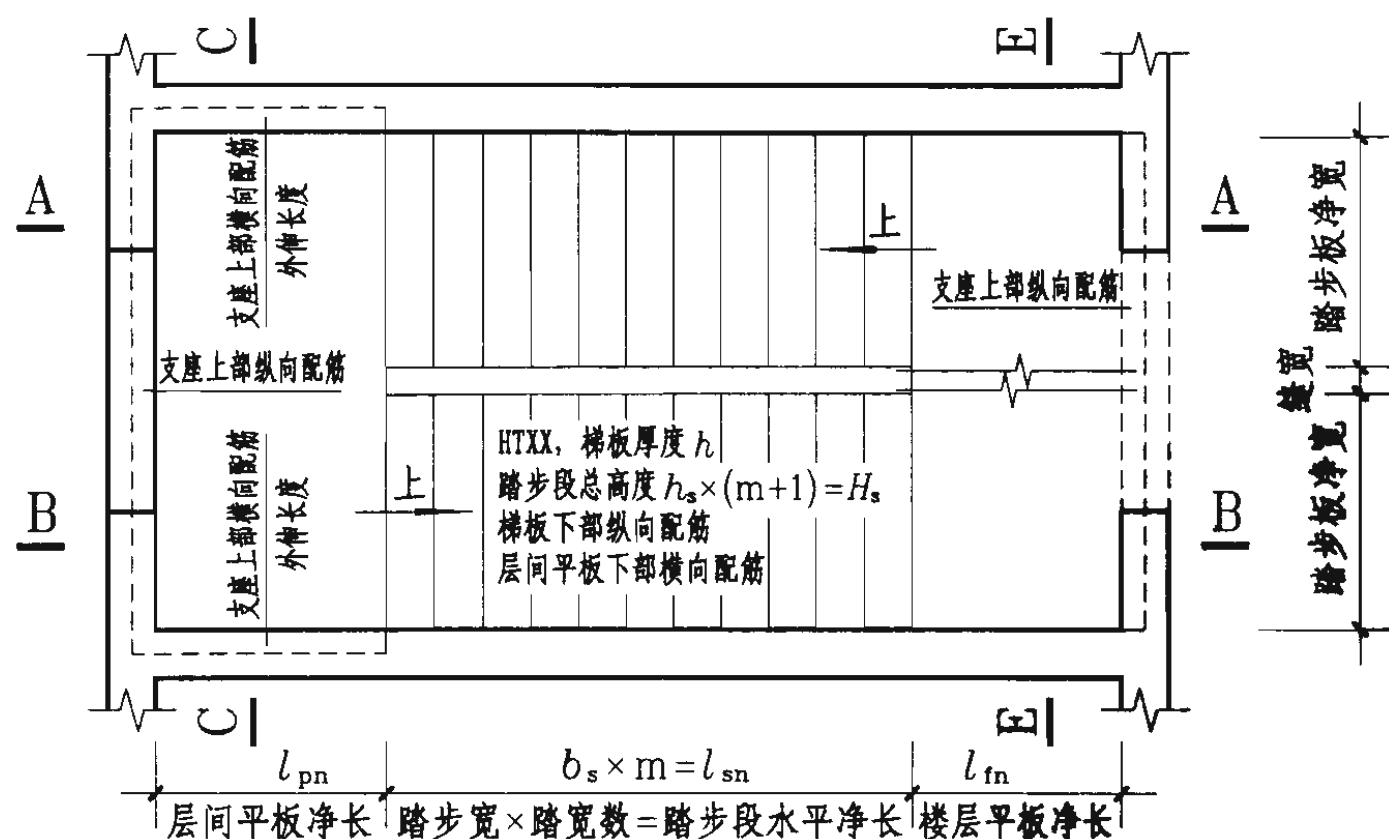 C
E
A
支座上部横向配筋
外伸长度
上
A
踏步板净宽
支座上部纵向配筋
支座上部纵向配筋
缝宽
B
支座上部横向配筋
外伸长度
上
HTXX, 梯板厚度 h
踏步段总高度 hₛ×(m+1)=Hₛ
梯板下部纵向配筋
层间平板下部横向配筋
B
踏步板净宽
C
E
lpn
bₛ×m=lsn
lfn
层间平板净长
踏步宽×踏宽数=踏步段水平净长
楼层平板净长